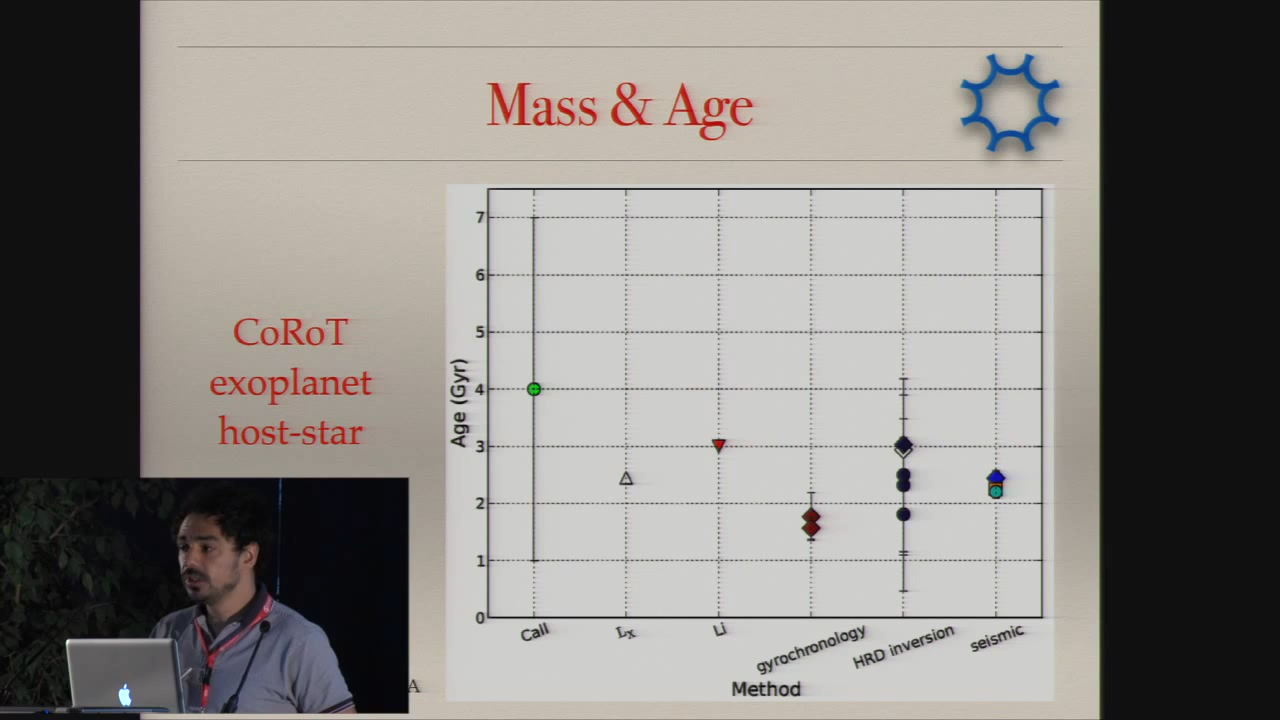 Mass & Age
CoRoT
exoplanet
host-star
Age (Gyr)
7
6
5
4
3
2
1
0
CaII
Lx
Li
gyrochronology
HRD inversion
seismic
Method
A